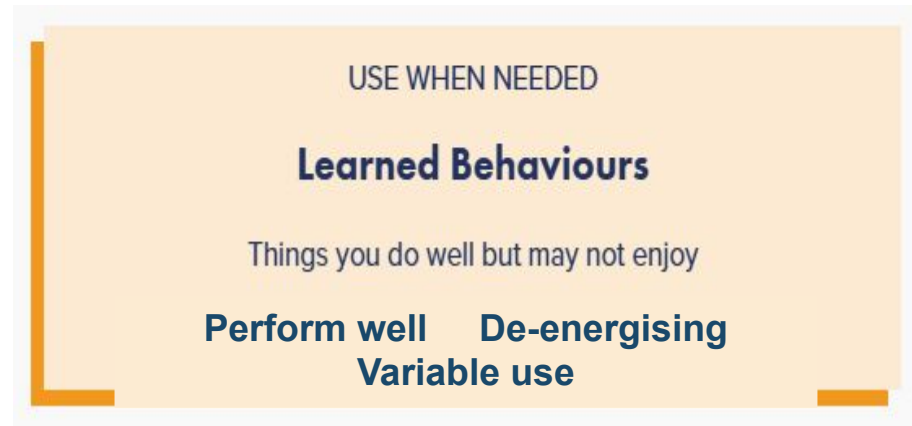 USE WHEN NEEDED
Learned Behaviours
Things you do well but may not enjoy
Perform well De-energising
Variable use